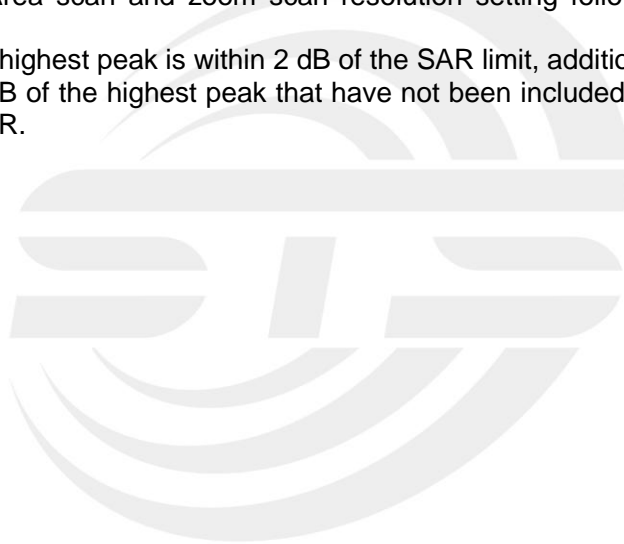 area scan and zoom scan resolution setting follo
highest peak is within 2 dB of the SAR limit, additio
B of the highest peak that have not been included
R.
STS